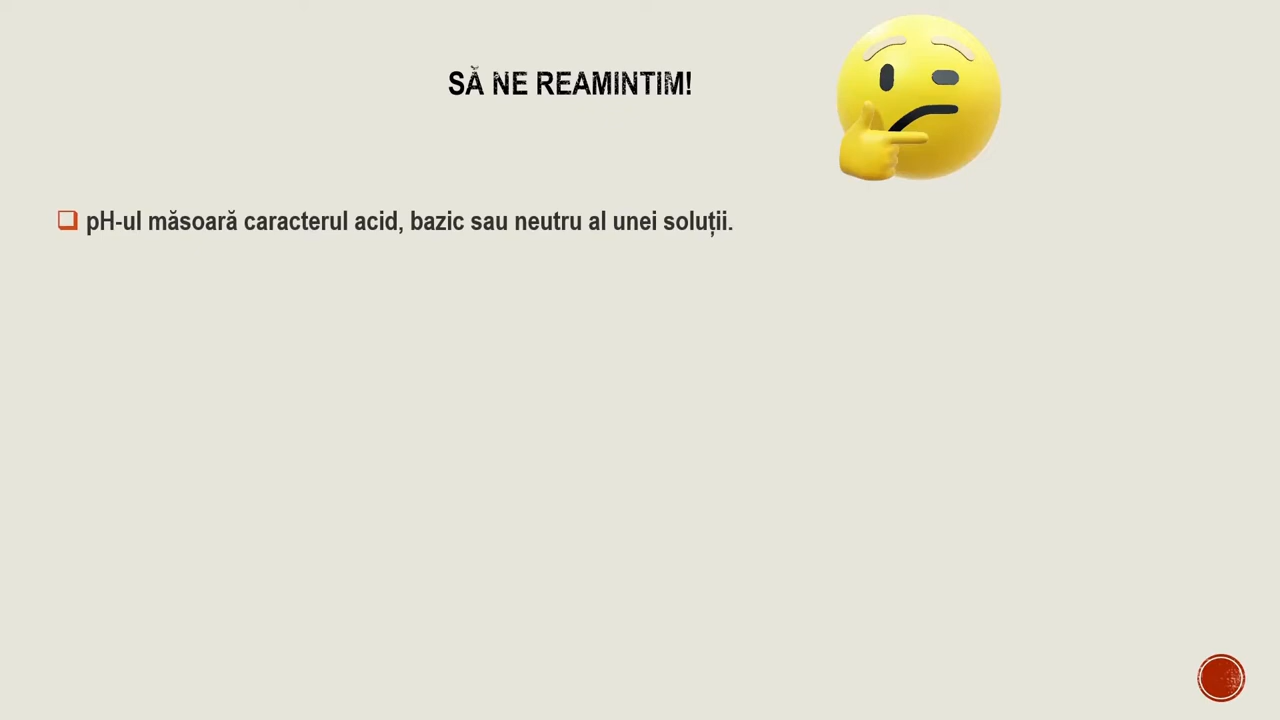 SĂ NE REAMINTIM!
pH-ul măsoară caracterul acid, bazic sau neutru al unei soluții.